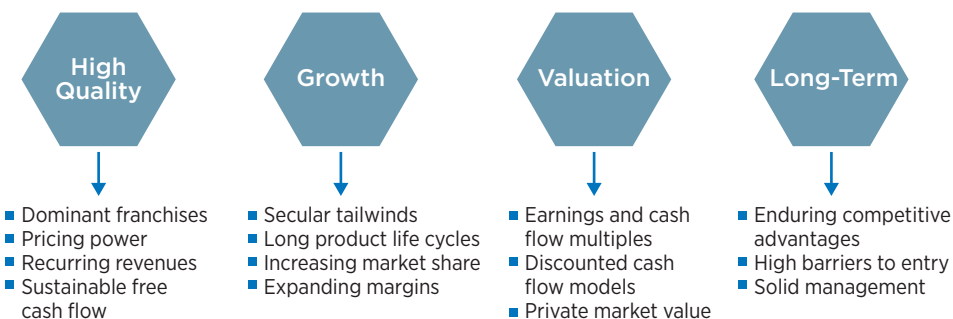 High
Quality
Growth
Valuation
Long-Term
Dominant franchises
Pricing power
Recurring revenues
Sustainable free
cash flow
Secular tailwinds
Long product life cycles
Increasing market share
Expanding margins
Earnings and cash
flow multiples
Discounted cash
flow models
Private market value
Enduring competitive
advantages
High barriers to entry
Solid management